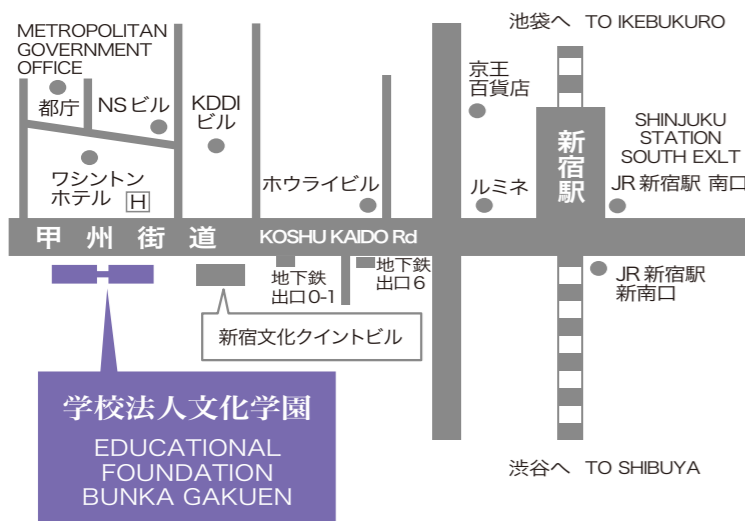 池袋へ TO IKEBUKURO
METROPOLITAN
GOVERNMENT
OFFICE
都庁
NSビル
KDDI
ビル
京王
百貨店
新宿駅
SHINJUKU
STATION
SOUTH EXLT
JR新宿駅 南口
ワシントン
ホテル H
ホウライビル
ルミネ
甲州街道 KOSHU KAIDO Rd
地下鉄
出口0-1
地下鉄
出口6
JR新宿駅
新南口
新宿文化クイントビル
学校法人文化学園
EDUCATIONAL
FOUNDATION
BUNKA GAKUEN
渋谷へ TO SHIBUYA